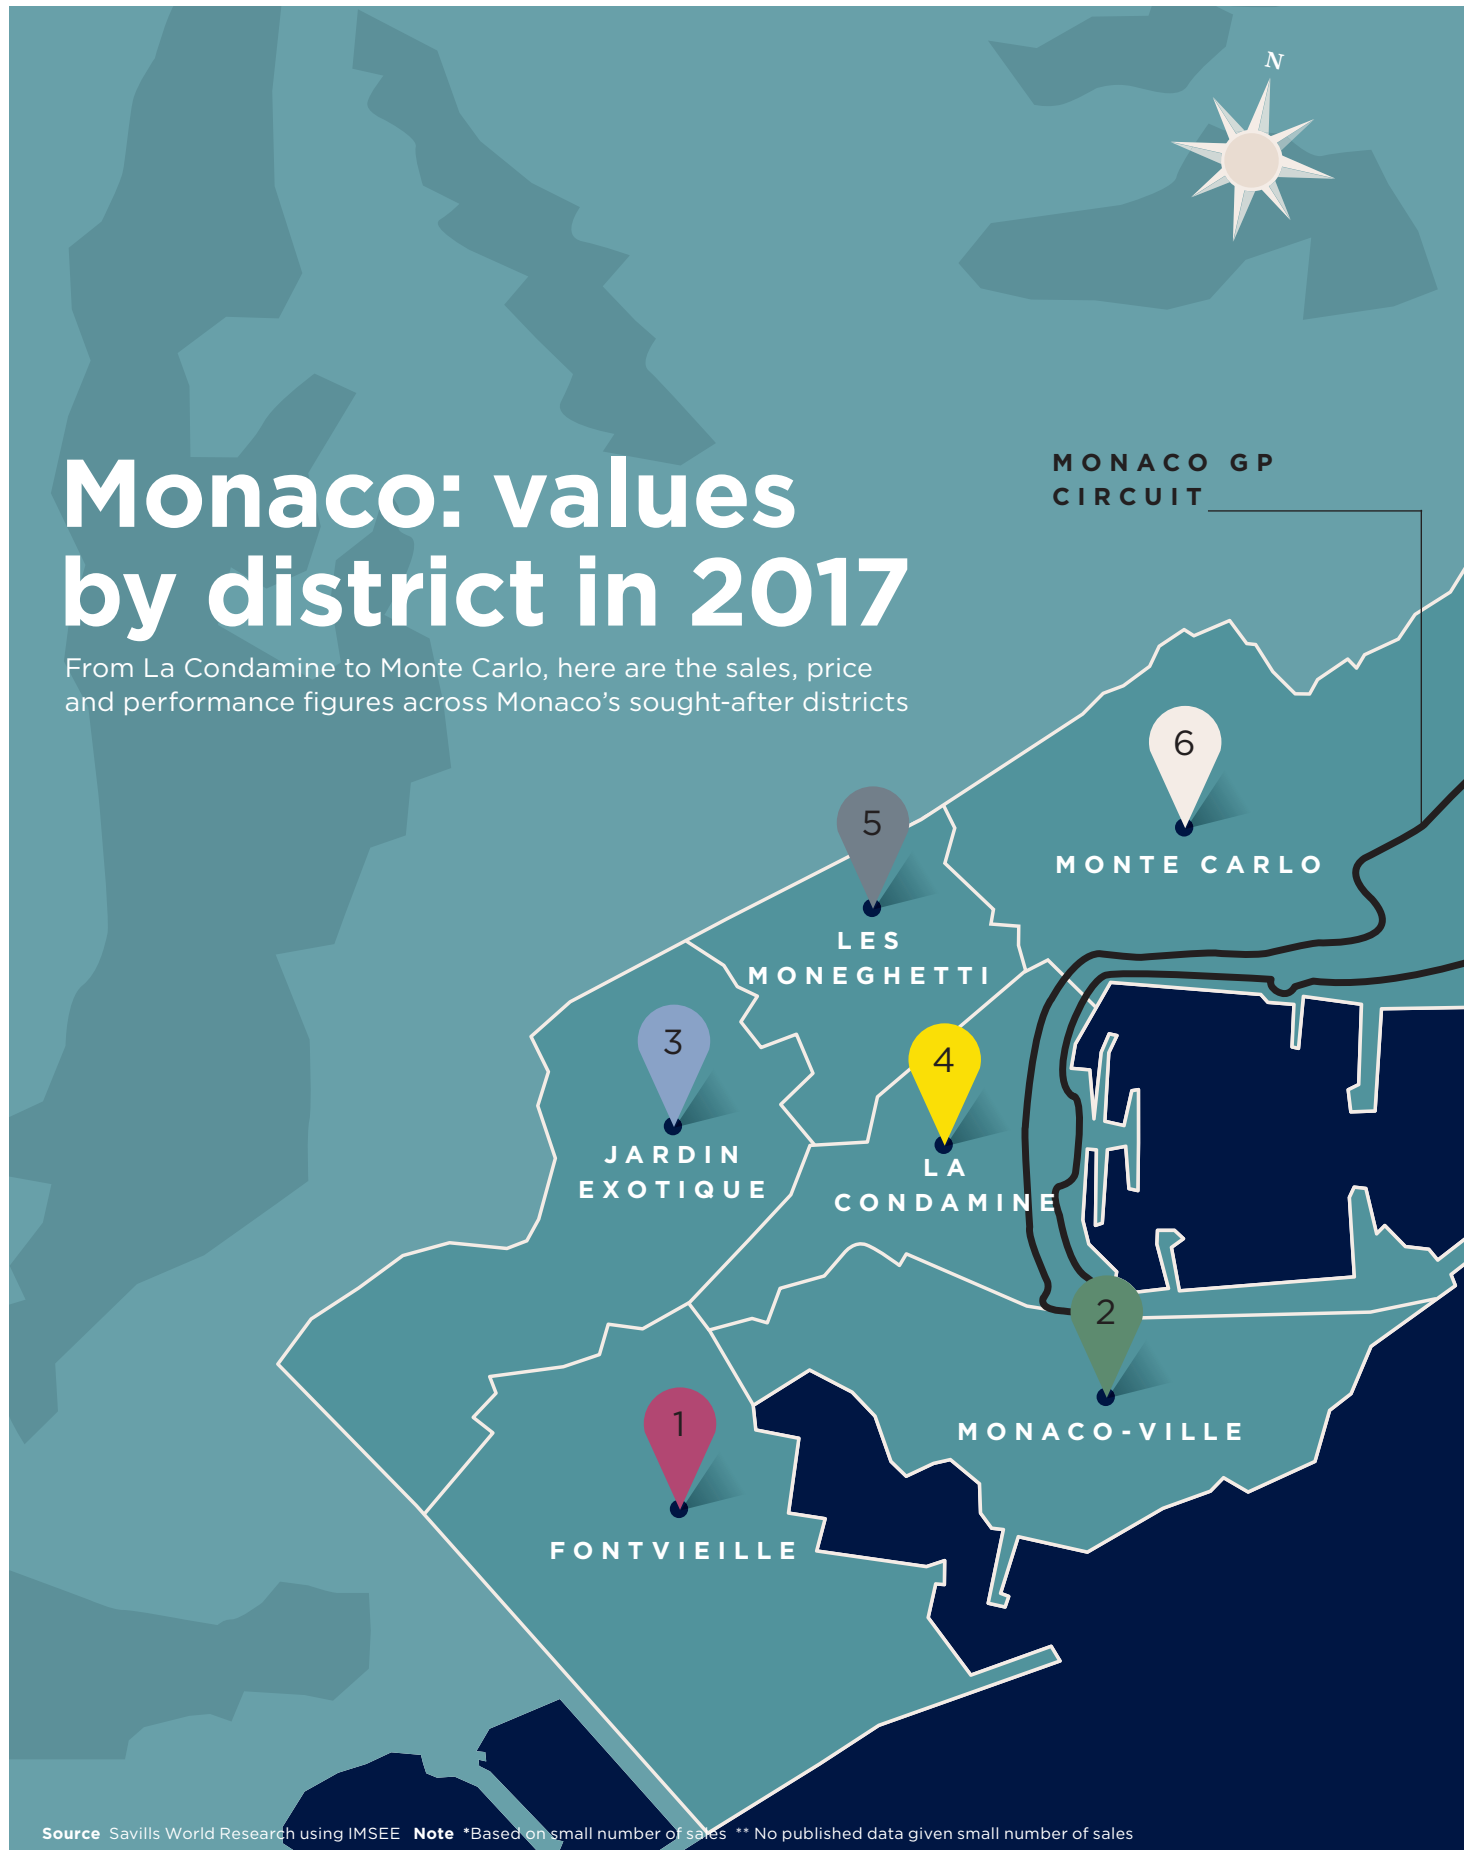 N
MONACO GP
CIRCUIT
Monaco: values
by district in 2017
From La Condamine to Monte Carlo, here are the sales, price
and performance figures across Monaco’s sought-after districts
6
MONTE CARLO
5
LES
MONEGHETTI
3
JARDIN
EXOTIQUE
4
LA
CONDAMINE
2
MONACO-VILLE
1
FONTVIEILLE
Source Savills World Research using IMSEE Note *Based on small number of sales ** No published data given small number of sales